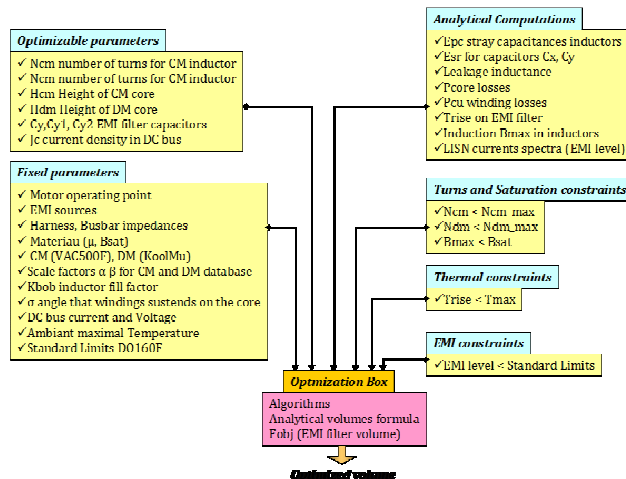 Optimizable parameters
✓ Ncm number of turns for CM inductor
✓ Ncm number of turns for CM inductor
✓ Hcm Height of CM core
✓ Hdm Height of DM core
✓ Cy,Cy1, Cy2 EMI filter capacitors
✓ Jc current density in DC bus
Fixed parameters
✓ Motor operating point
✓ EMI sources
✓ Harness, Busbar impedances
✓ Materiau (μ, Bsat)
✓ CM (VAC500F), DM (KoolMu)
✓Scale factors α-β for CM and DM database
✓Kbob inductor fill factor
✓σ angle that windings sustends on the core
✓DC bus current and Voltage
✓Ambiant maximal Temperature
✓Standard Limits DO160F
Analytical Computations
✓Epc stray capacitances inductors
✓Esr for capacitors Cx, Cy
✓Leakage inductance
✓Pcore losses
✓Pcu winding losses
✓Trise on EMI filter
✓Induction Bmax in inductors
✓LISN currents spectra (EMI level)
Turns and Saturation constraints
✓Ncm < Ncm_max
✓Ndm < Ndm_max
✓Bmax < Bsat
Thermal constraints
✓Trise < Tmax
EMI constraints
✓EMI level < Standard Limits
Optmization Box
Algorithms
Analytical volumes formula
Fobj (EMI filter volume)
Optimized volume